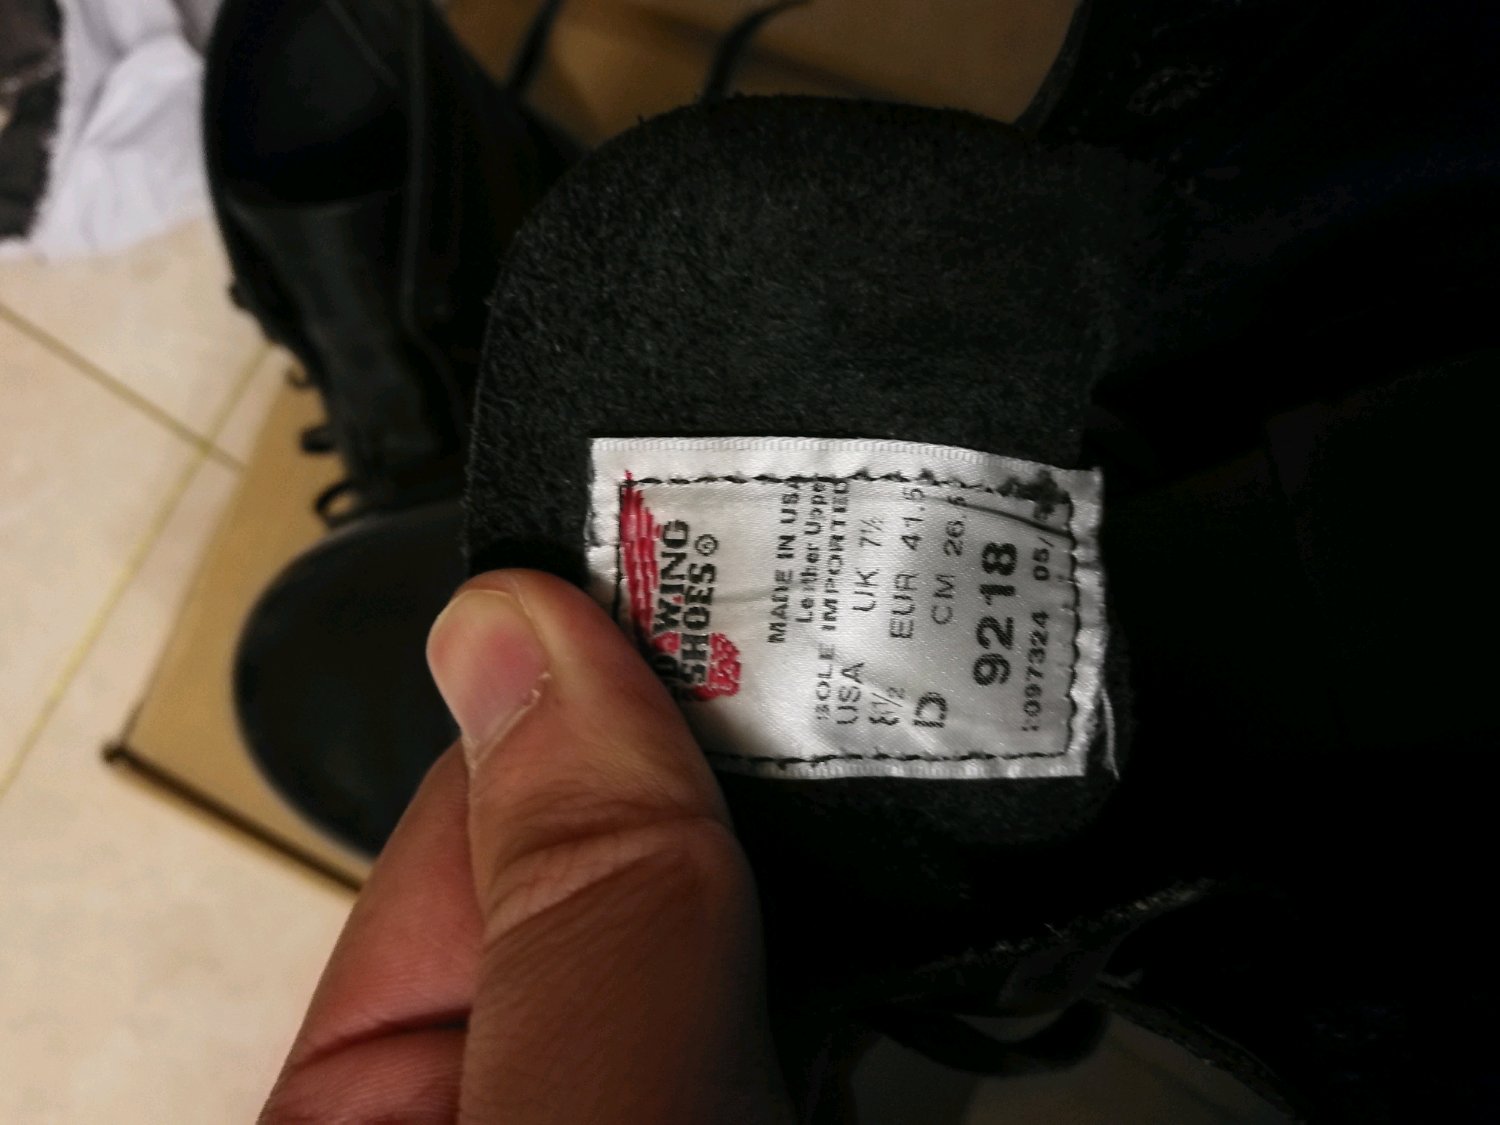 WING
SHOES®
MADE IN USA
Leather Upper
SOLE IMPORTED
USA UK 7½
8½ EUR 41.5
D CM 26.5
9218
097324 05/